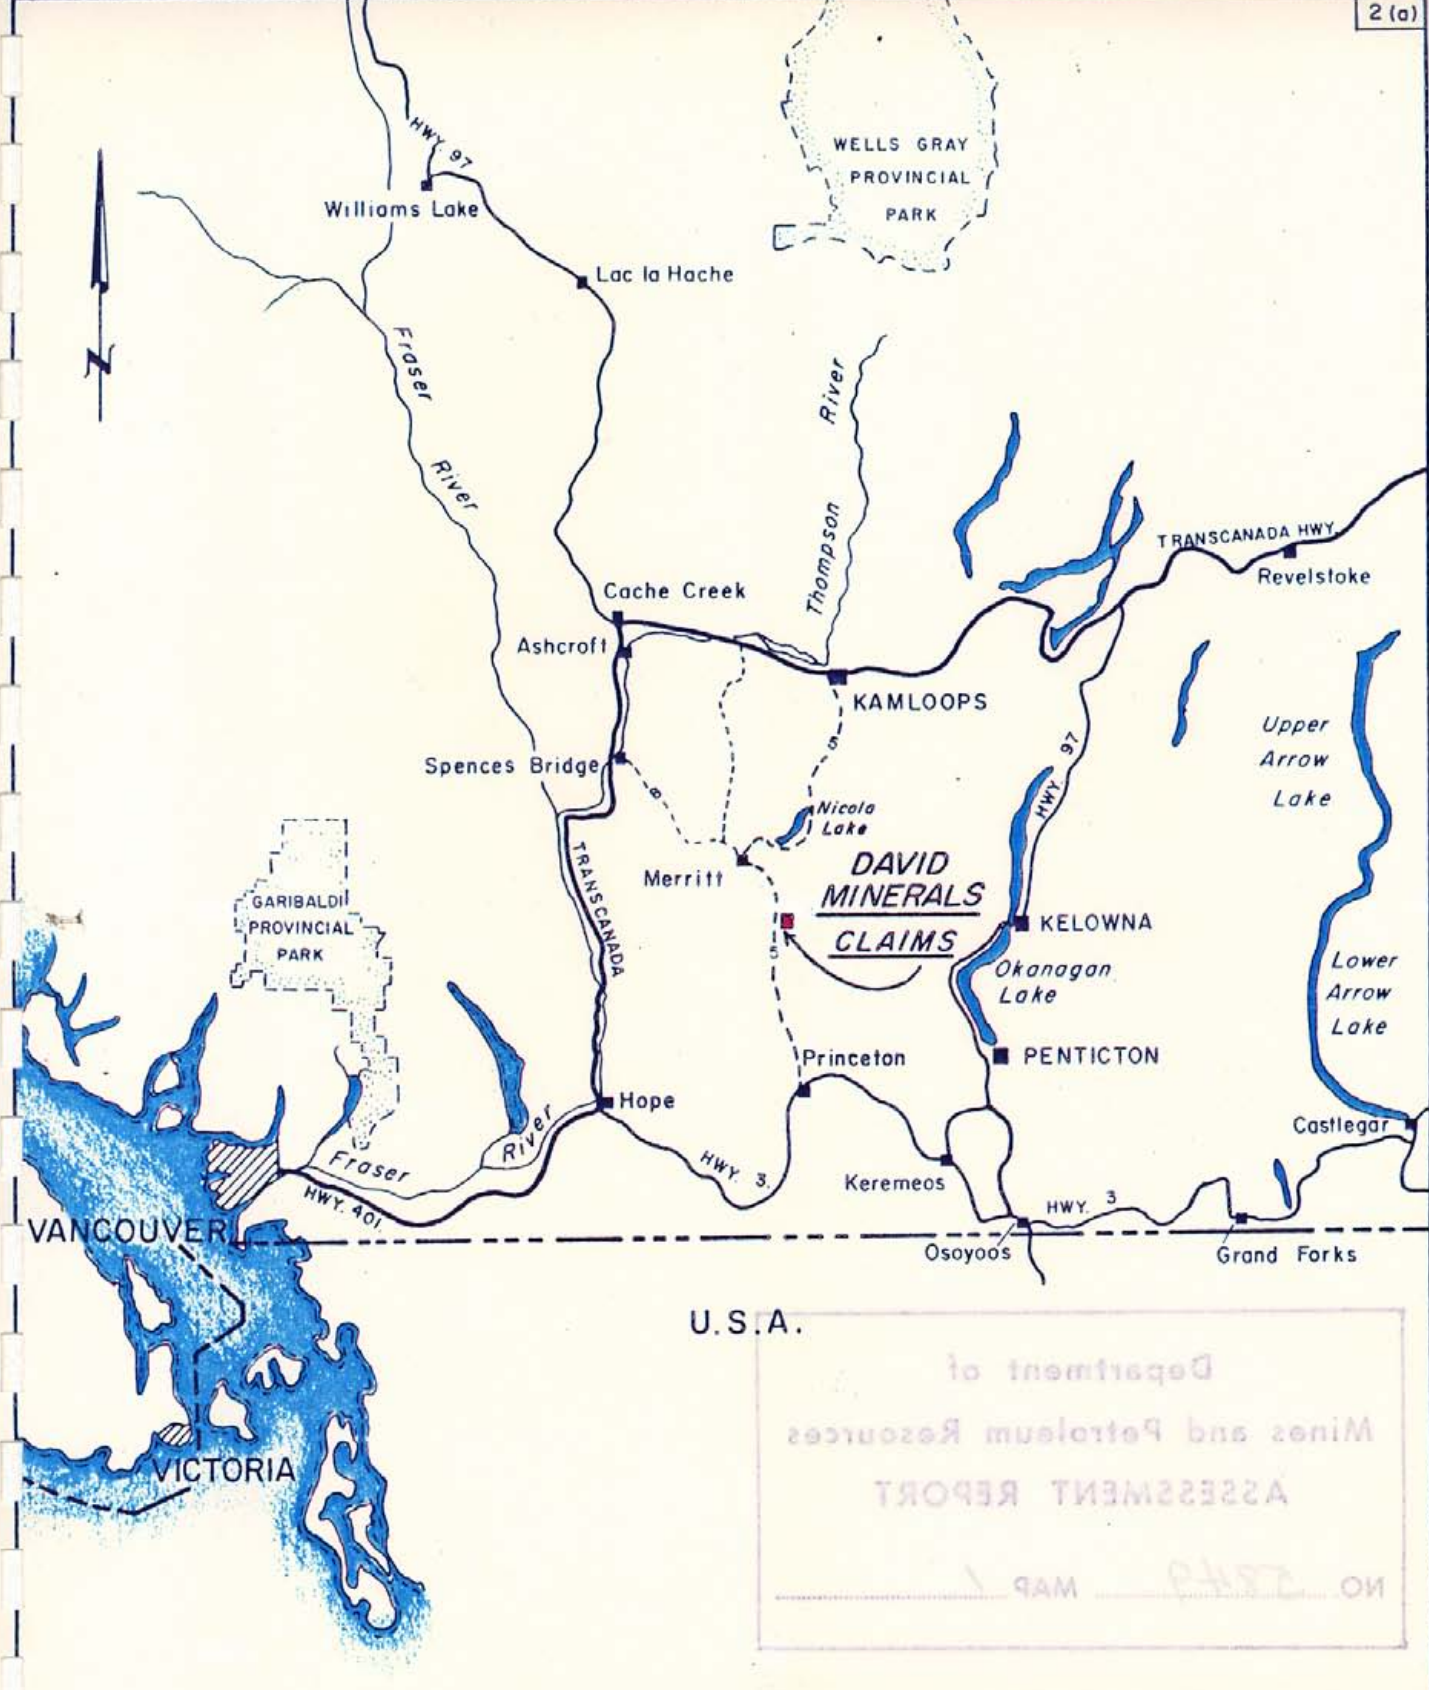 2 (a)
HWY. 97
Williams Lake
WELLS GRAY
PROVINCIAL
PARK
Lac la Hache
N
Fraser
River
River
Thompson
TRANSCANADA HWY.
Revelstoke
Cache Creek
Ashcroft
KAMLOOPS
5
HWY. 97
Upper
Arrow
Lake
Spences Bridge
8
Nicola
Lake
Merritt
TRANSCANADA
DAVID
MINERALS
CLAIMS
GARIBALDI
PROVINCIAL
PARK
5
KELOWNA
Okanagan
Lake
Lower
Arrow
Lake
PENTICTON
Princeton
Hope
Castlegar
Fraser
River
HWY. 401
HWY. 3
Keremeos
HWY. 3
VANCOUVER
Osoyoos
Grand Forks
U.S.A.
VICTORIA
Department of
Mines and Petroleum Resources
ASSESSMENT REPORT
NO 5849 MAP 1